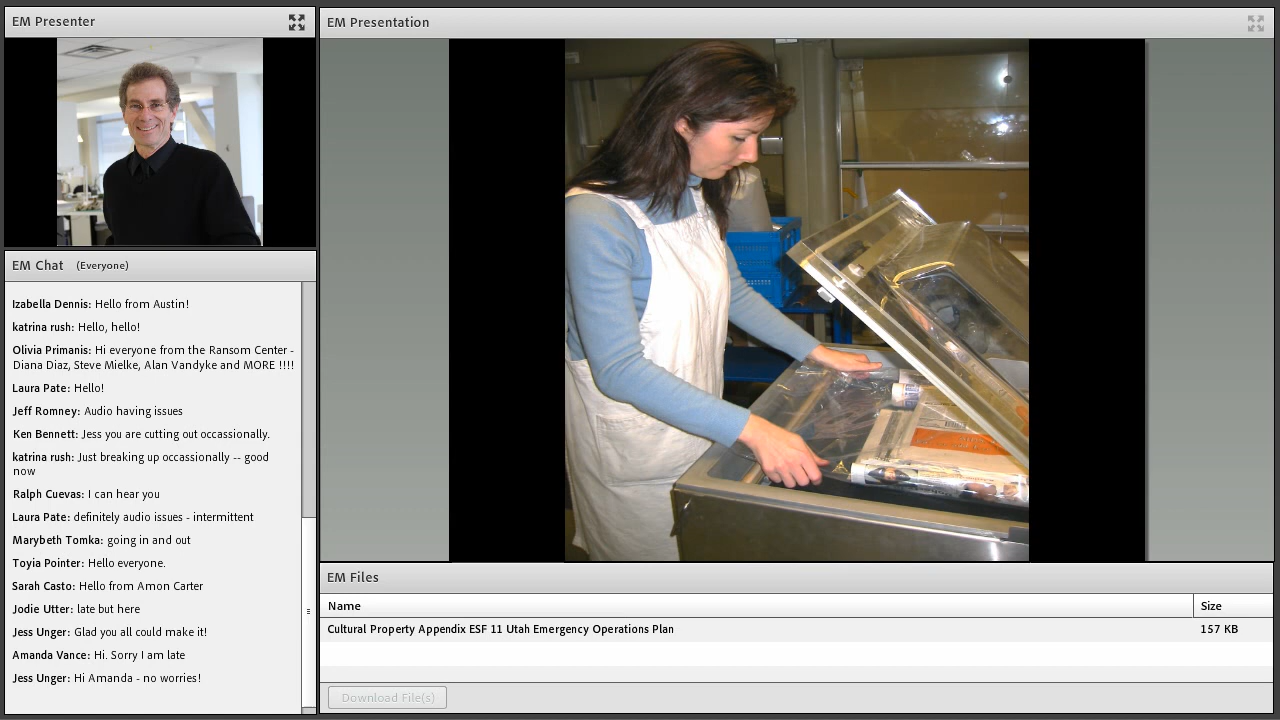 EM Presenter
EM Chat (Everyone)
Izabella Dennis: Hello from Austin!
katrina rush: Hello, hello!
Olivia Primanis: Hi everyone from the Ransom Center -
Diana Diaz, Steve Mielke, Alan Vandyke and MORE !!!!
Laura Pate: Hello!
Jeff Romney: Audio having issues
Ken Bennett: Jess you are cutting out occassionally.
katrina rush: Just breaking up occassionally -- good
now
Ralph Cuevas: I can hear you
Laura Pate: definitely audio issues - intermittent
Marybeth Tomka: going in and out
Toyia Pointer: Hello everyone.
Sarah Casto: Hello from Amon Carter
Jodie Utter: late but here
Jess Unger: Glad you all could make it!
Amanda Vance: Hi. Sorry I am late
Jess Unger: Hi Amanda - no worries!
EM Presentation
EM Files
Name Size
Cultural Property Appendix ESF 11 Utah Emergency Operations Plan 157 KB
Download File(s)